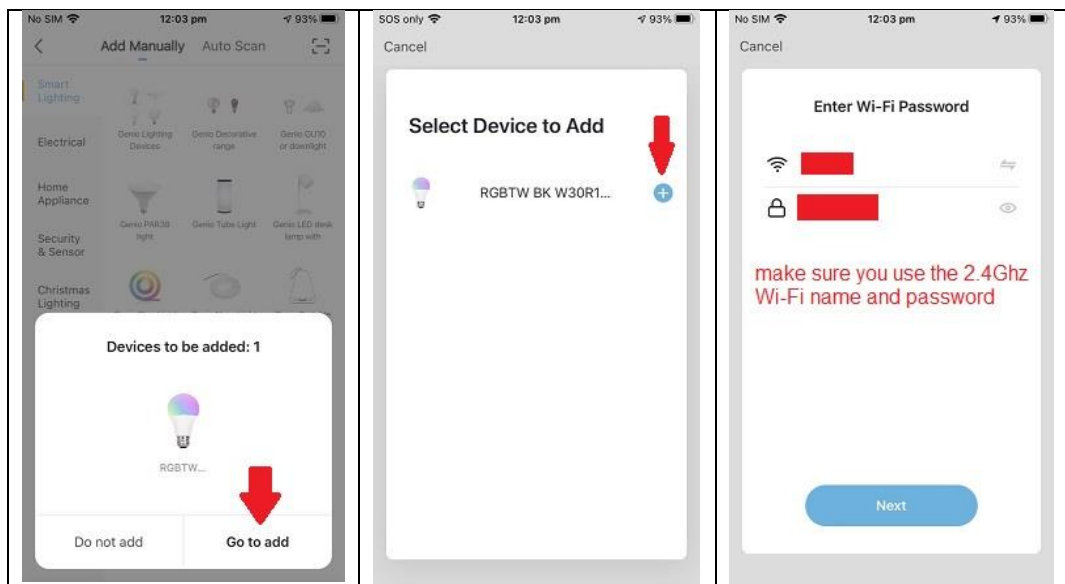 No SIM 12:03 pm 93%
Add Manually Auto Scan
Smart
Lighting
Electrical
Home
Appliance
Security
& Sensor
Christmas
Lighting
Genio Lighting
Devices
Genio Decorative
range
Genio GU10
or downlight
Genio PAR38
light
Genio Tube Light
Genio LED desk
lamp with
Devices to be added: 1
RGBTW...
Do not add Go to add
SOS only 12:03 pm 93%
Cancel
Select Device to Add
RGBTW BK W30R1...
No SIM 12:03 pm 93%
Cancel
Enter Wi-Fi Password
make sure you use the 2.4Ghz
Wi-Fi name and password
Next